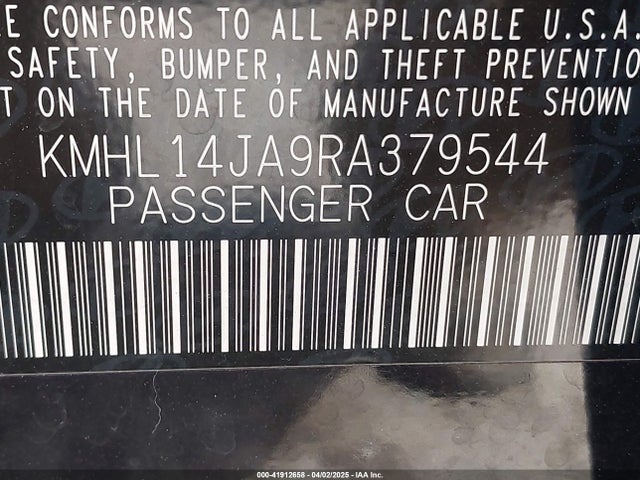 E CONFORMS TO ALL APPLICABLE U.S.A.
SAFETY, BUMPER, AND THEFT PREVENTIO
T ON THE DATE OF MANUFACTURE SHOWN
KMHL14JA9RA379544
PASSENGER CAR
000-41912658 - 04/02/2025 - IAA Inc.